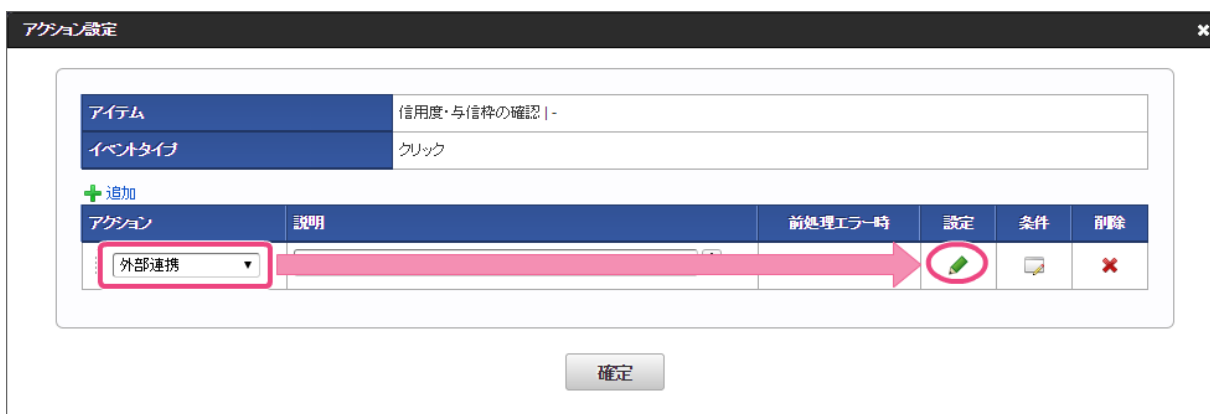 アクション設定
アイテム 信用度・与信枠の確認 | -
イベントタイプ クリック
追加
アクション 説明 前処理エラー時 設定 条件 削除
外部連携
確定